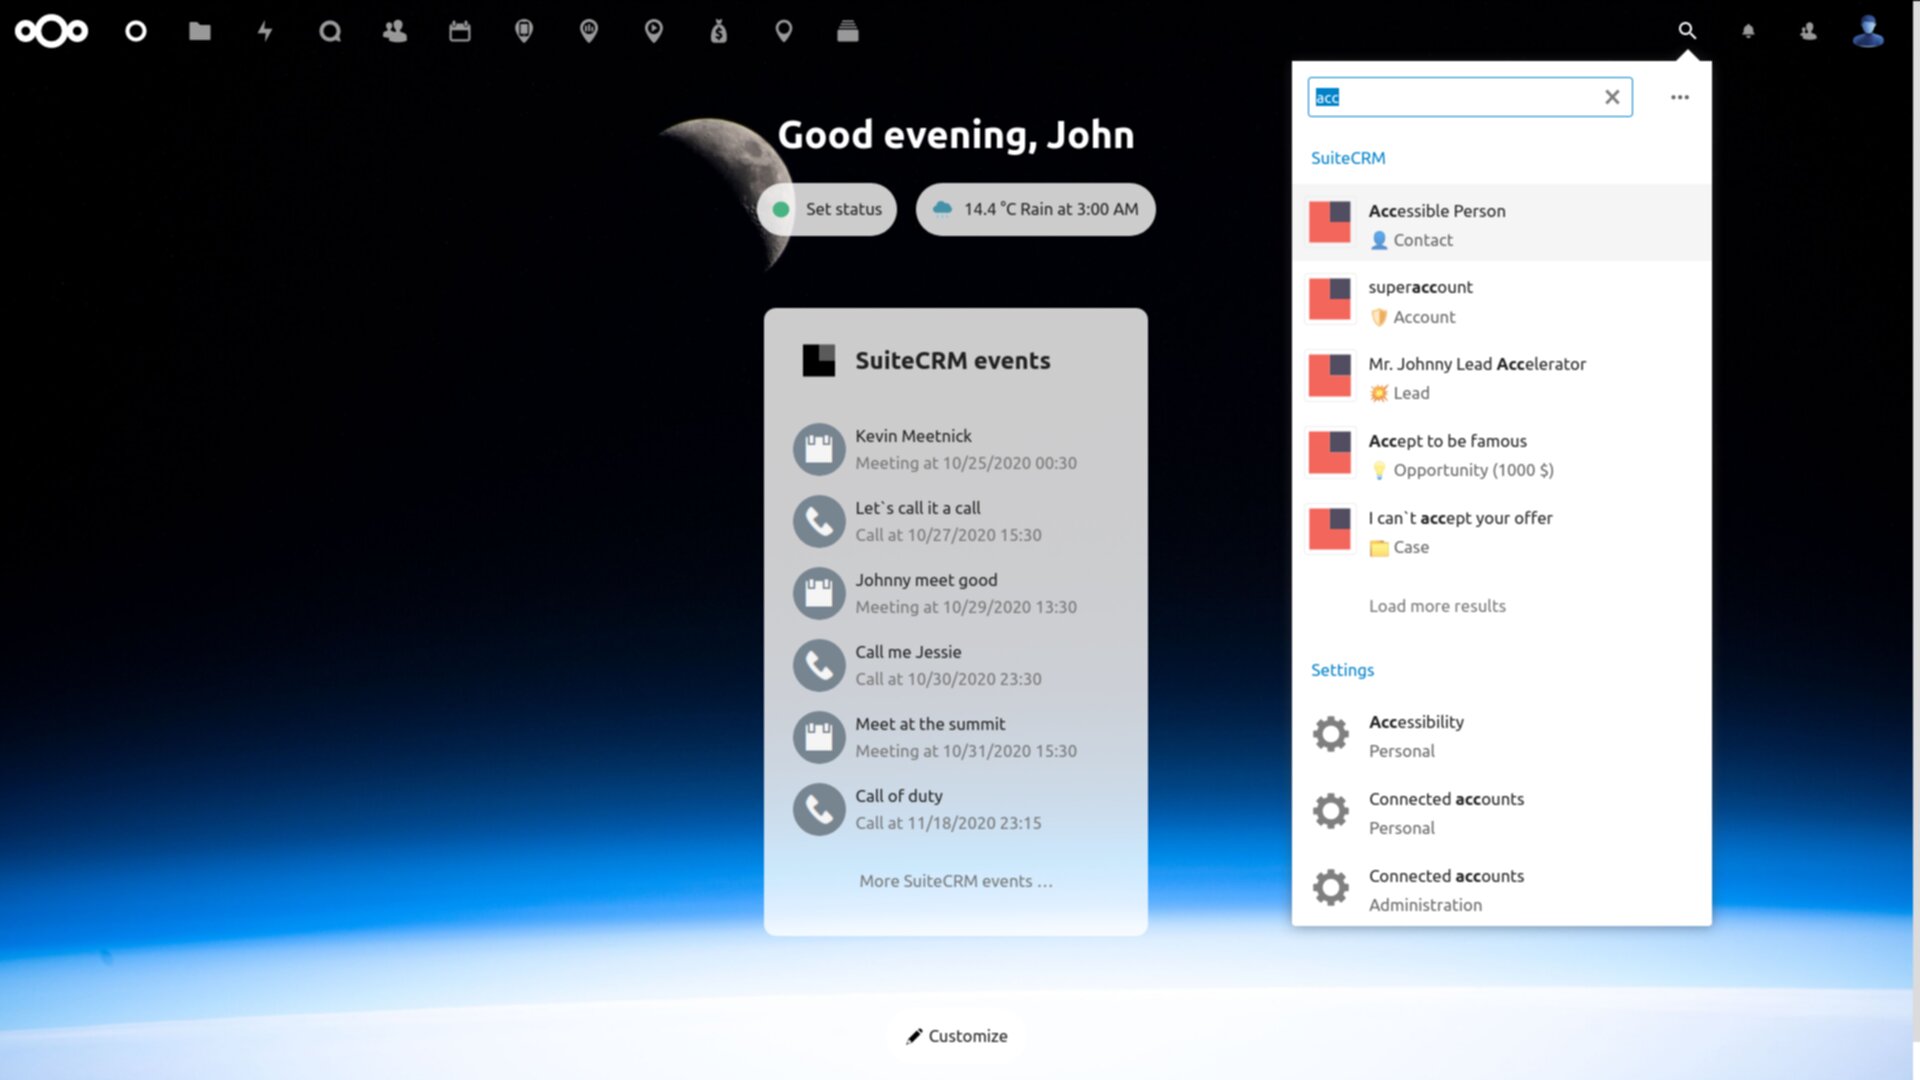 Good evening, John
Set status
14.4 °C Rain at 3:00 AM
SuiteCRM events
Kevin Meetnick
Meeting at 10/25/2020 00:30
Let`s call it a call
Call at 10/27/2020 15:30
Johnny meet good
Meeting at 10/29/2020 13:30
Call me Jessie
Call at 10/30/2020 23:30
Meet at the summit
Meeting at 10/31/2020 15:30
Call of duty
Call at 11/18/2020 23:15
More SuiteCRM events …
Customize
acc
SuiteCRM
Accessible Person
Contact
superaccount
Account
Mr. Johnny Lead Accelerator
Lead
Accept to be famous
Opportunity (1000 $)
I can`t accept your offer
Case
Load more results
Settings
Accessibility
Personal
Connected accounts
Personal
Connected accounts
Administration